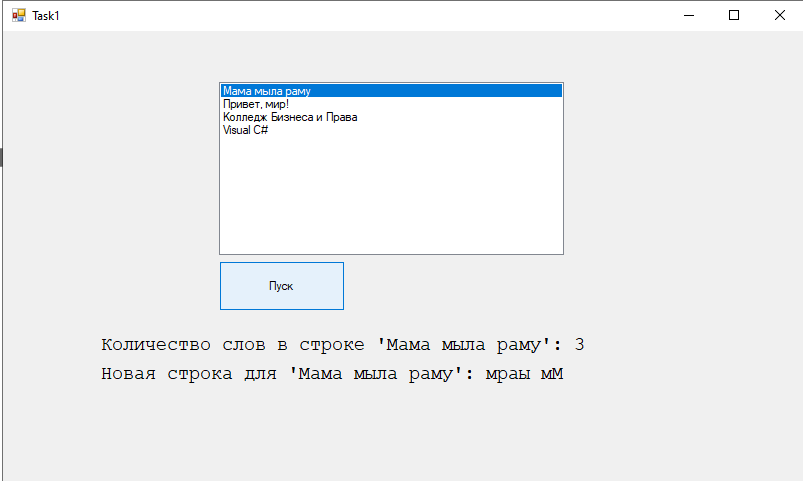 Task1
Мама мыла раму
Привет, мир!
Колледж Бизнеса и Права
Visual C#
Пуск
Количество слов в строке 'Мама мыла раму': 3
Новая строка для 'Мама мыла раму': мраы мМ